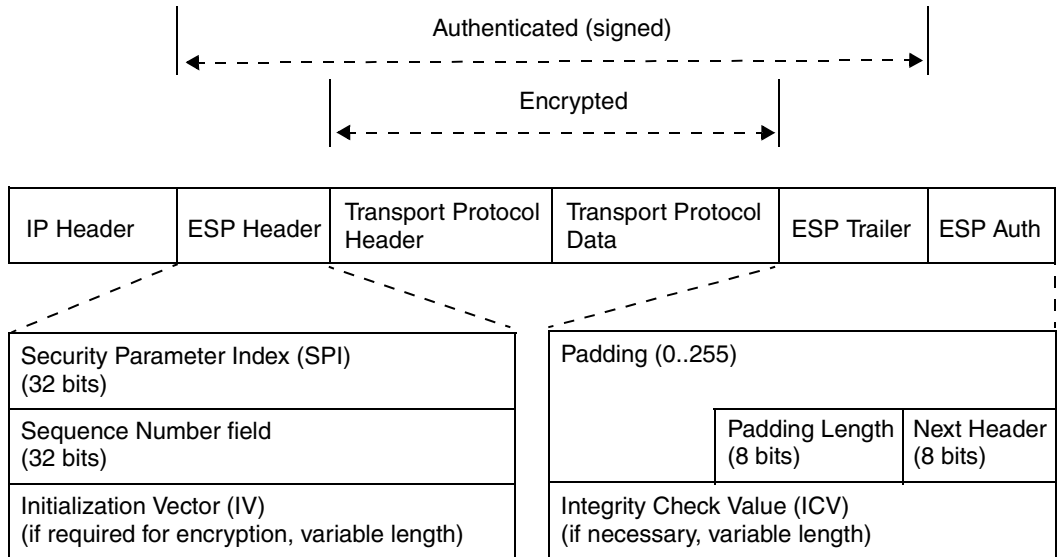 Authenticated (signed)
Encrypted
IP Header
ESP Header
Transport Protocol
Header
Transport Protocol
Data
ESP Trailer
ESP Auth
Security Parameter Index (SPI)
(32 bits)
Sequence Number field
(32 bits)
Initialization Vector (IV)
(if required for encryption, variable length)
Padding (0..255)
Padding Length
(8 bits)
Next Header
(8 bits)
Integrity Check Value (ICV)
(if necessary, variable length)